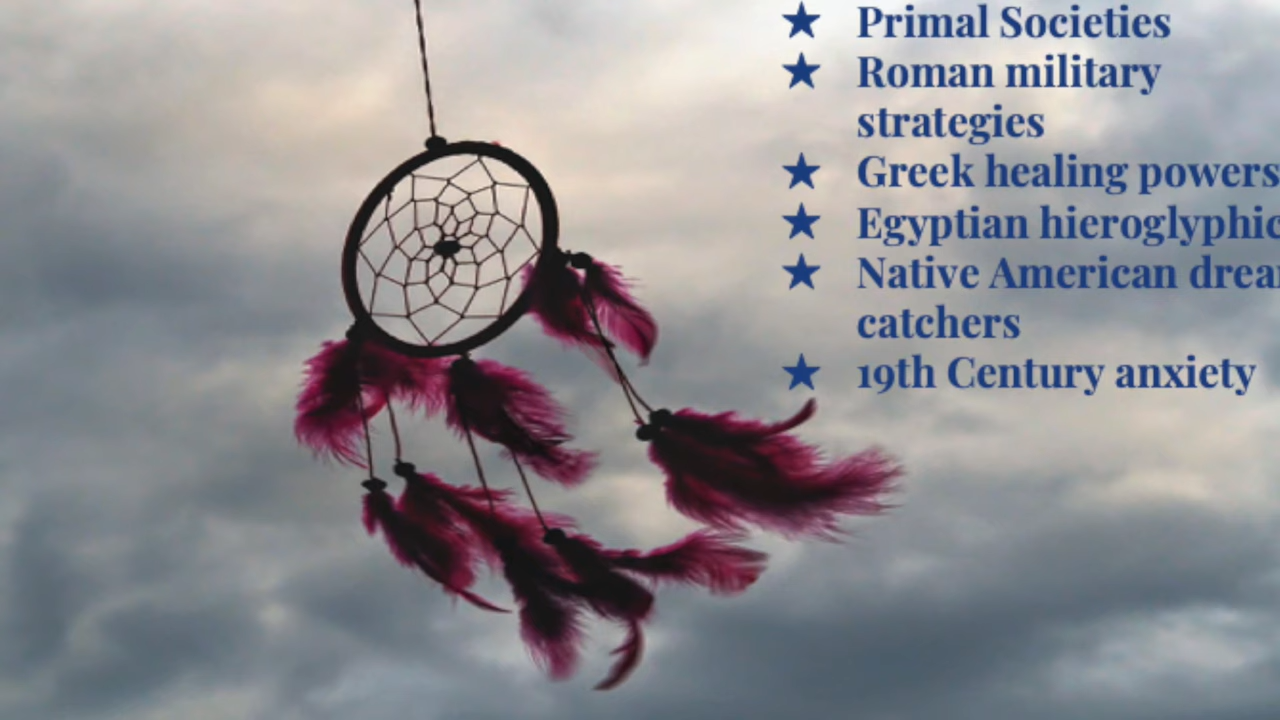 Primal Societies
Roman military
strategies
Greek healing powers
Egyptian hieroglyphic
Native American
catchers
19th Century anxiety